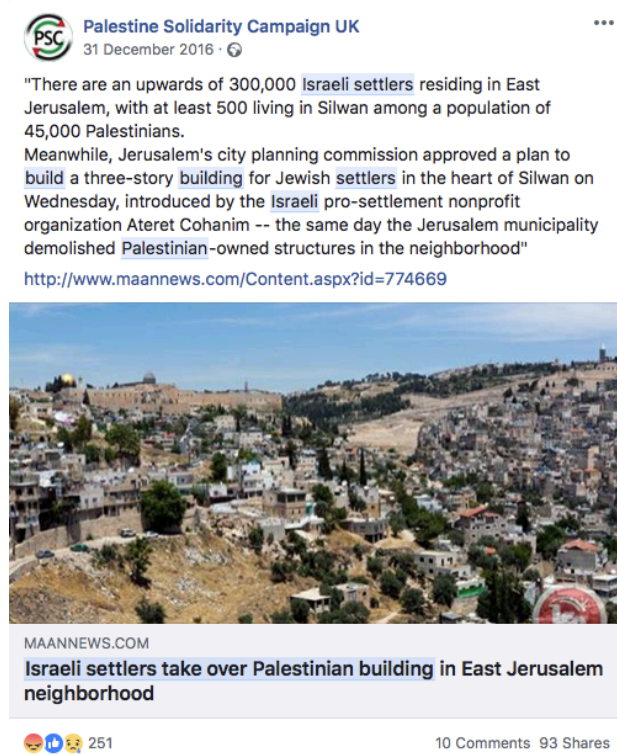 PSC
Palestine Solidarity Campaign UK
31 December 2016 ·
"There are an upwards of 300,000 Israeli settlers residing in East
Jerusalem, with at least 500 living in Silwan among a population of
45,000 Palestinians.
Meanwhile, Jerusalem's city planning commission approved a plan to
build a three-story building for Jewish settlers in the heart of Silwan on
Wednesday, introduced by the Israeli pro-settlement nonprofit
organization Ateret Cohanim -- the same day the Jerusalem municipality
demolished Palestinian-owned structures in the neighborhood"
http://www.maannews.com/Content.aspx?id=774669
MAANNEWS.COM
Israeli settlers take over Palestinian building in East Jerusalem
neighborhood
251
10 Comments 93 Shares